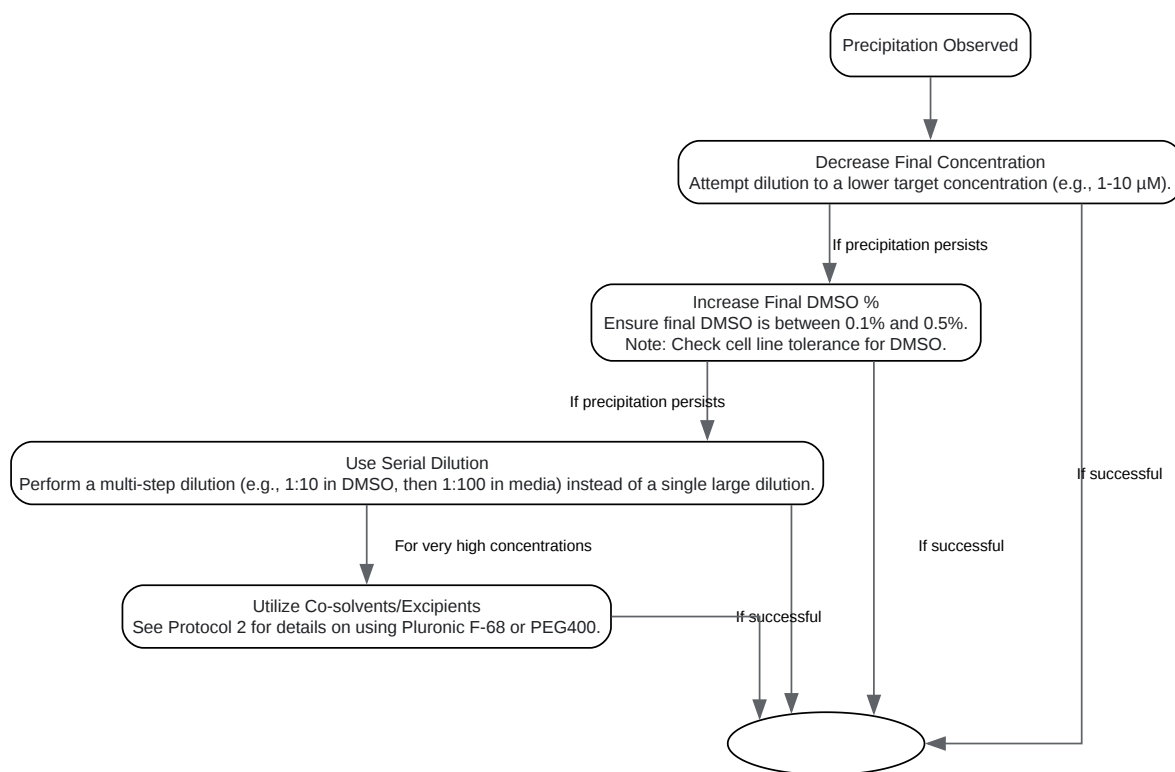 Precipitation Observed
Decrease Final Concentration
Attempt dilution to a lower target concentration (e.g., 1-10 µM).
If precipitation persists
Increase Final DMSO %
Ensure final DMSO is between 0.1% and 0.5%.
Note: Check cell line tolerance for DMSO.
If precipitation persists
Use Serial Dilution
Perform a multi-step dilution (e.g., 1:10 in DMSO, then 1:100 in media) instead of a single large dilution.
If successful
For very high concentrations
If successful
Utilize Co-solvents/Excipients
See Protocol 2 for details on using Pluronic F-68 or PEG400.
If successful